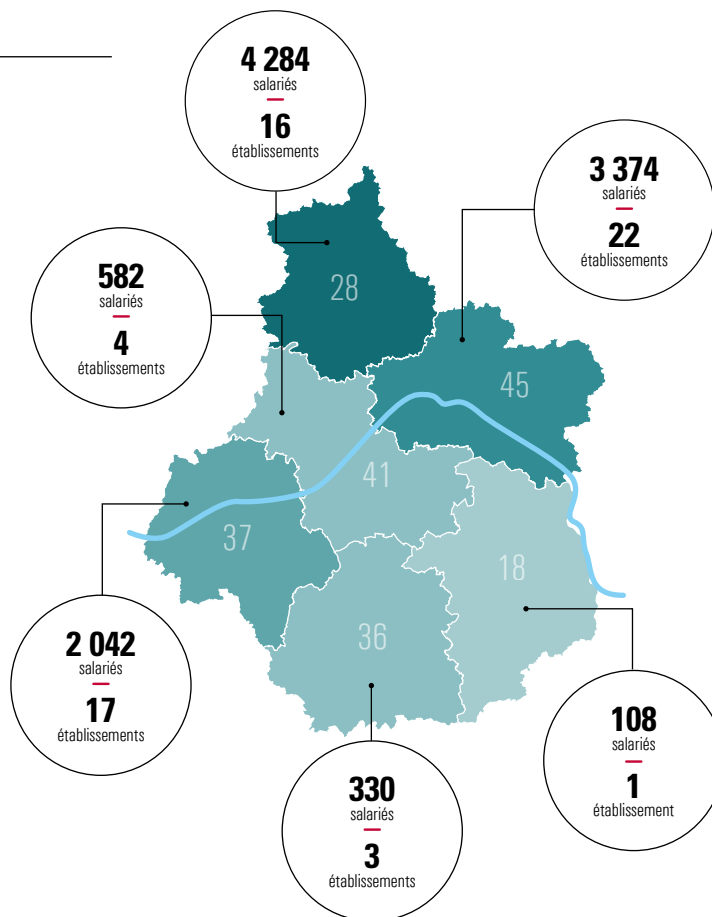 4 284
salariés
16
établissements
3 374
salariés
22
établissements
582
salariés
4
établissements
28
45
41
37
18
36
2 042
salariés
17
établissements
108
salariés
1
établissement
330
salariés
3
établissements